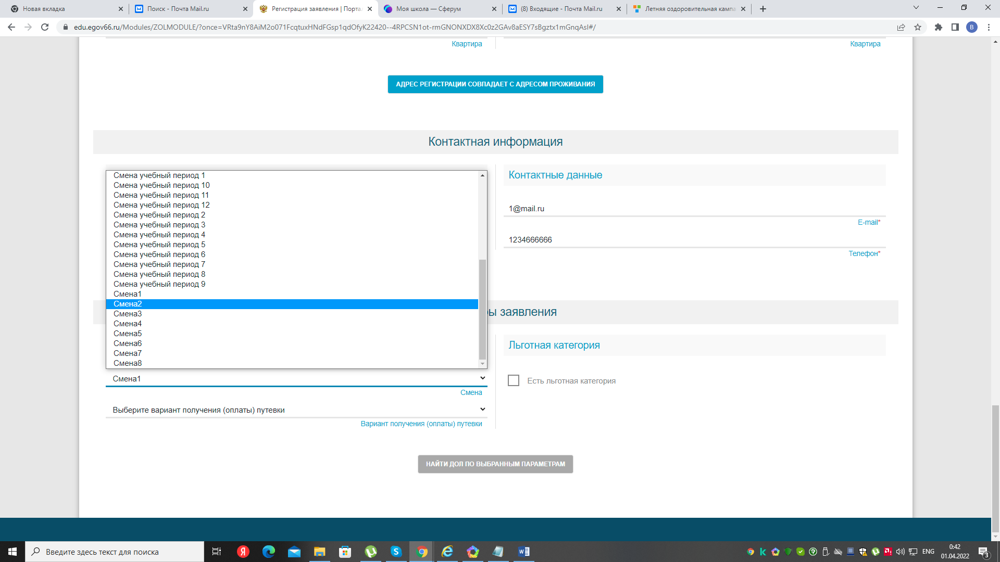 Новая вкладка
Поиск - Почта Mail.ru
Регистрация заявления | Порта
Моя школа — Сферум
(8) Входящие - Почта Mail.ru
Летняя оздоровительная кампа
edu.egov66.ru/Modules/ZOLMODULE/?once=VRta9nY8AiM2o071FcqtuxHNdFGsp1qdOfyK22420--4RPCSN1ot-rmGNONXDX8Xc0z2GAv8aESY7sBgztx1mGnqAsI#/
B
Квартира
Квартира
АДРЕС РЕГИСТРАЦИИ СОВПАДАЕТ С АДРЕСОМ ПРОЖИВАНИЯ
Контактная информация
Смена учебный период 1
Смена учебный период 10
Смена учебный период 11
Смена учебный период 12
Смена учебный период 2
Смена учебный период 3
Смена учебный период 4
Смена учебный период 5
Смена учебный период 6
Смена учебный период 7
Смена учебный период 8
Смена учебный период 9
Смена1
Смена2
Смена3
Смена4
Смена5
Смена6
Смена7
Смена8
Контактные данные
1@mail.ru
E-mail*
1234666666
Телефон*
ры заявления
Смена1
Смена
Выберите вариант получения (оплаты) путевки
Вариант получения (оплаты) путевки
Льготная категория
Есть льготная категория
НАЙТИ ДОЛ ПО ВЫБРАННЫМ ПАРАМЕТРАМ
Введите здесь текст для поиска
ENG
0:42
01.04.2022
3